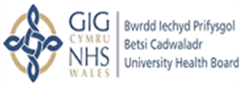 GIG
CYMRU
NHS
WALES
Bwrdd Iechyd Prifysgol
Betsi Cadwaladr
University Health Board